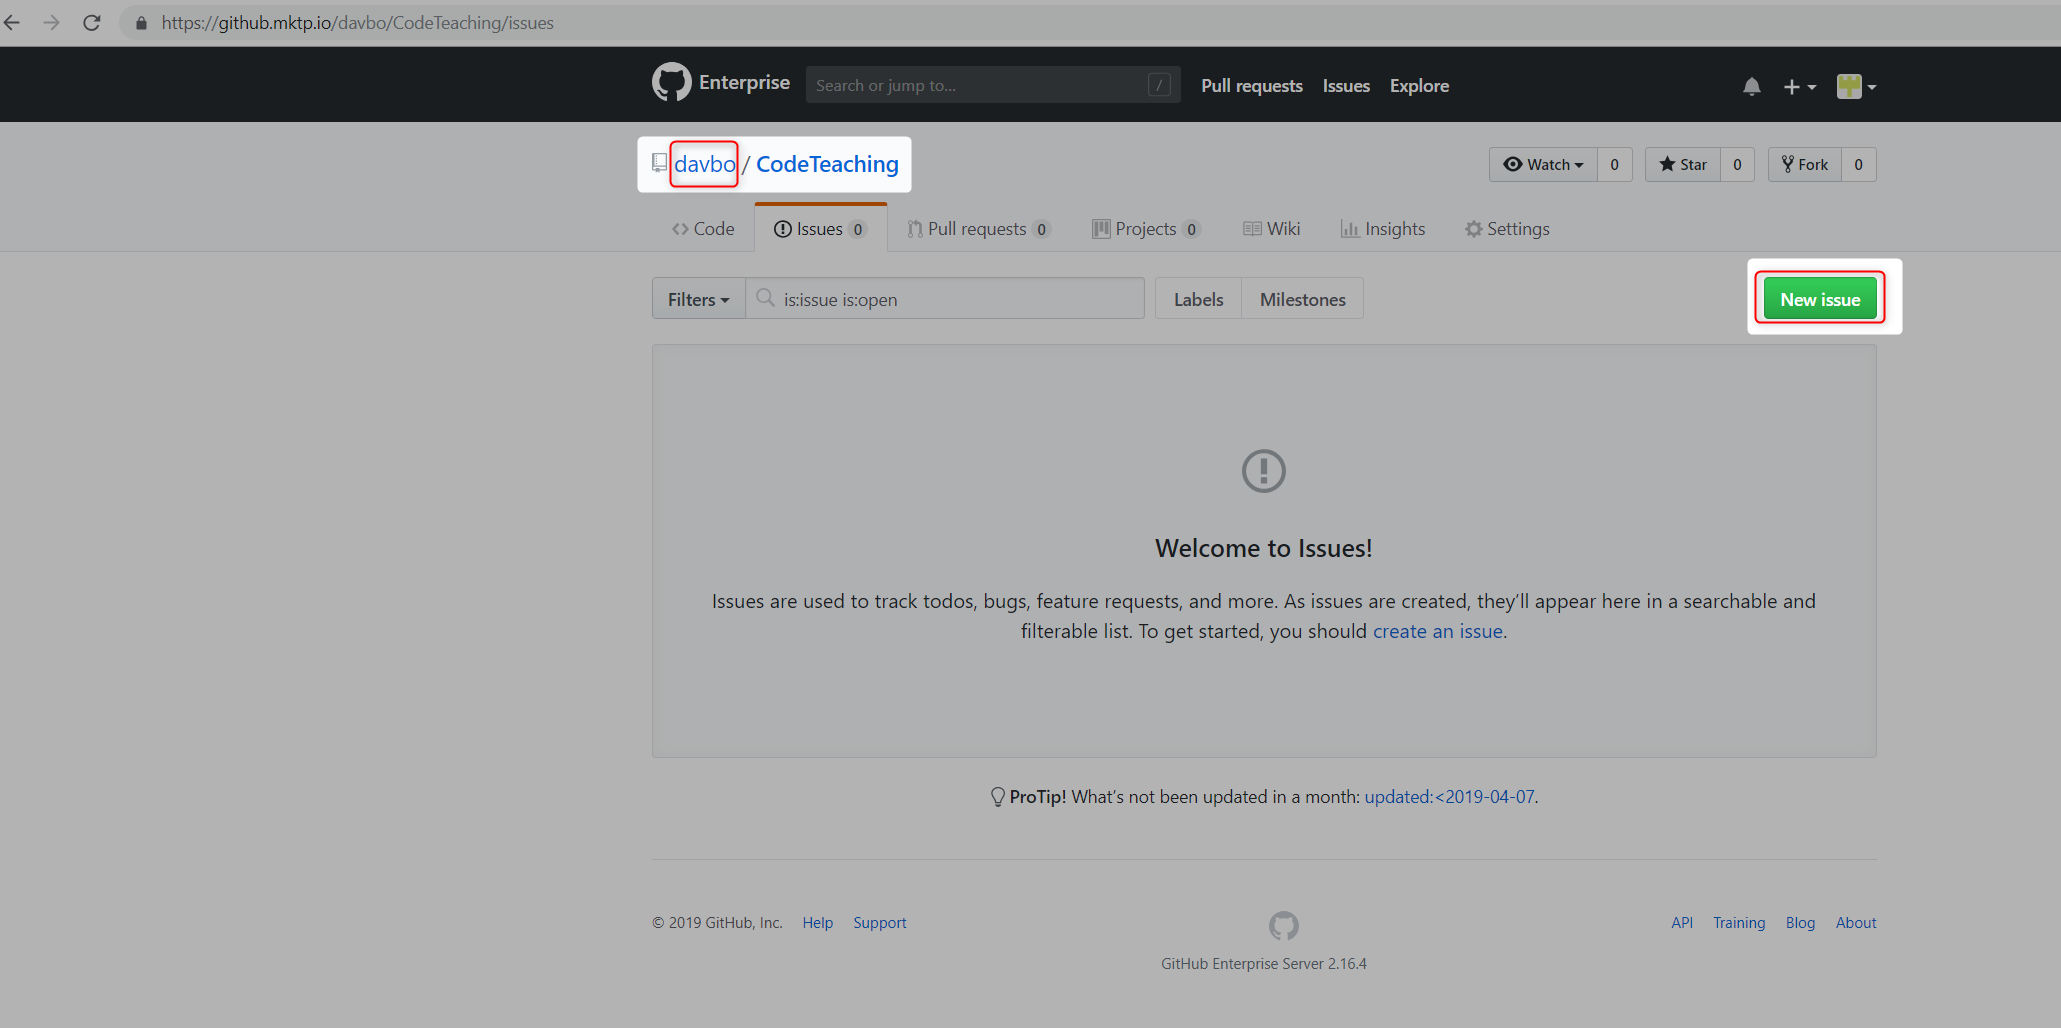 https://github.mktp.io/davbo/CodeTeaching/issues
Enterprise Search or jump to... / Pull requests Issues Explore
davbo / CodeTeaching Watch 0 Star 0 Fork 0
Code Issues 0 Pull requests 0 Projects 0 Wiki Insights Settings
Filters is:issue is:open Labels Milestones New issue
Welcome to Issues!
Issues are used to track todos, bugs, feature requests, and more. As issues are created, they’ll appear here in a searchable and
filterable list. To get started, you should create an issue.
ProTip! What’s not been updated in a month: updated:<2019-04-07.
© 2019 GitHub, Inc. Help Support API Training Blog About
GitHub Enterprise Server 2.16.4